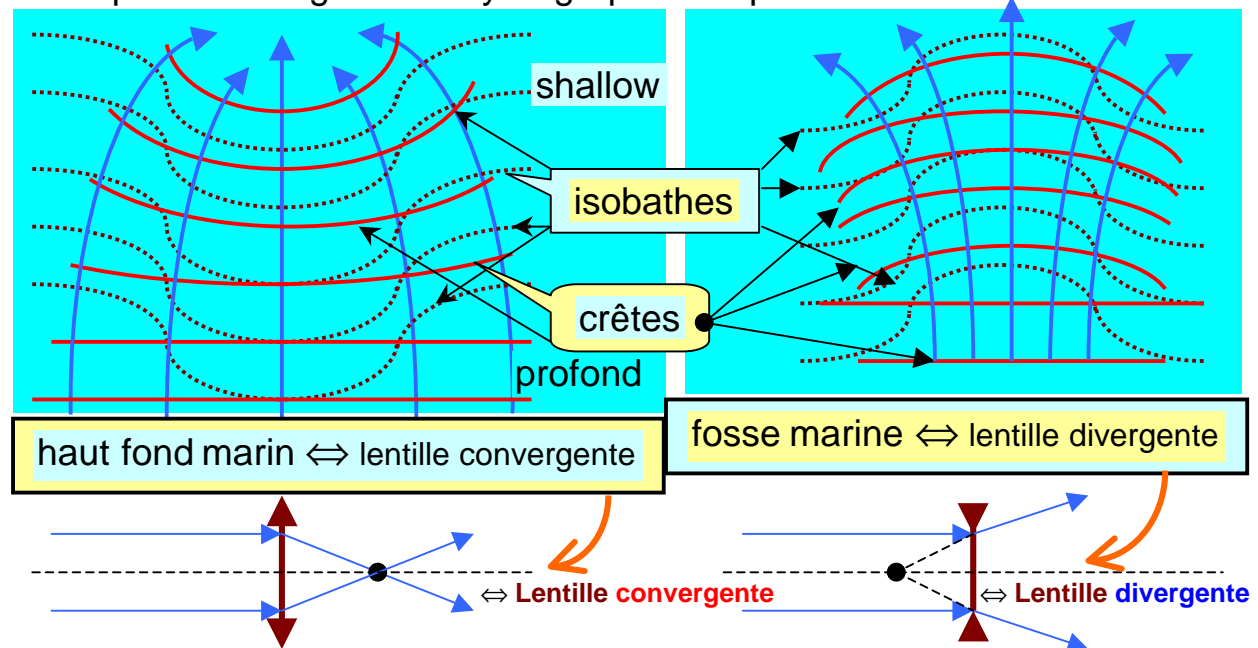 shallow
isobathes
crêtes
profond
haut fond marin ⇔ lentille convergente
fosse marine ⇔ lentille divergente
⇔ Lentille convergente
⇔ Lentille divergente